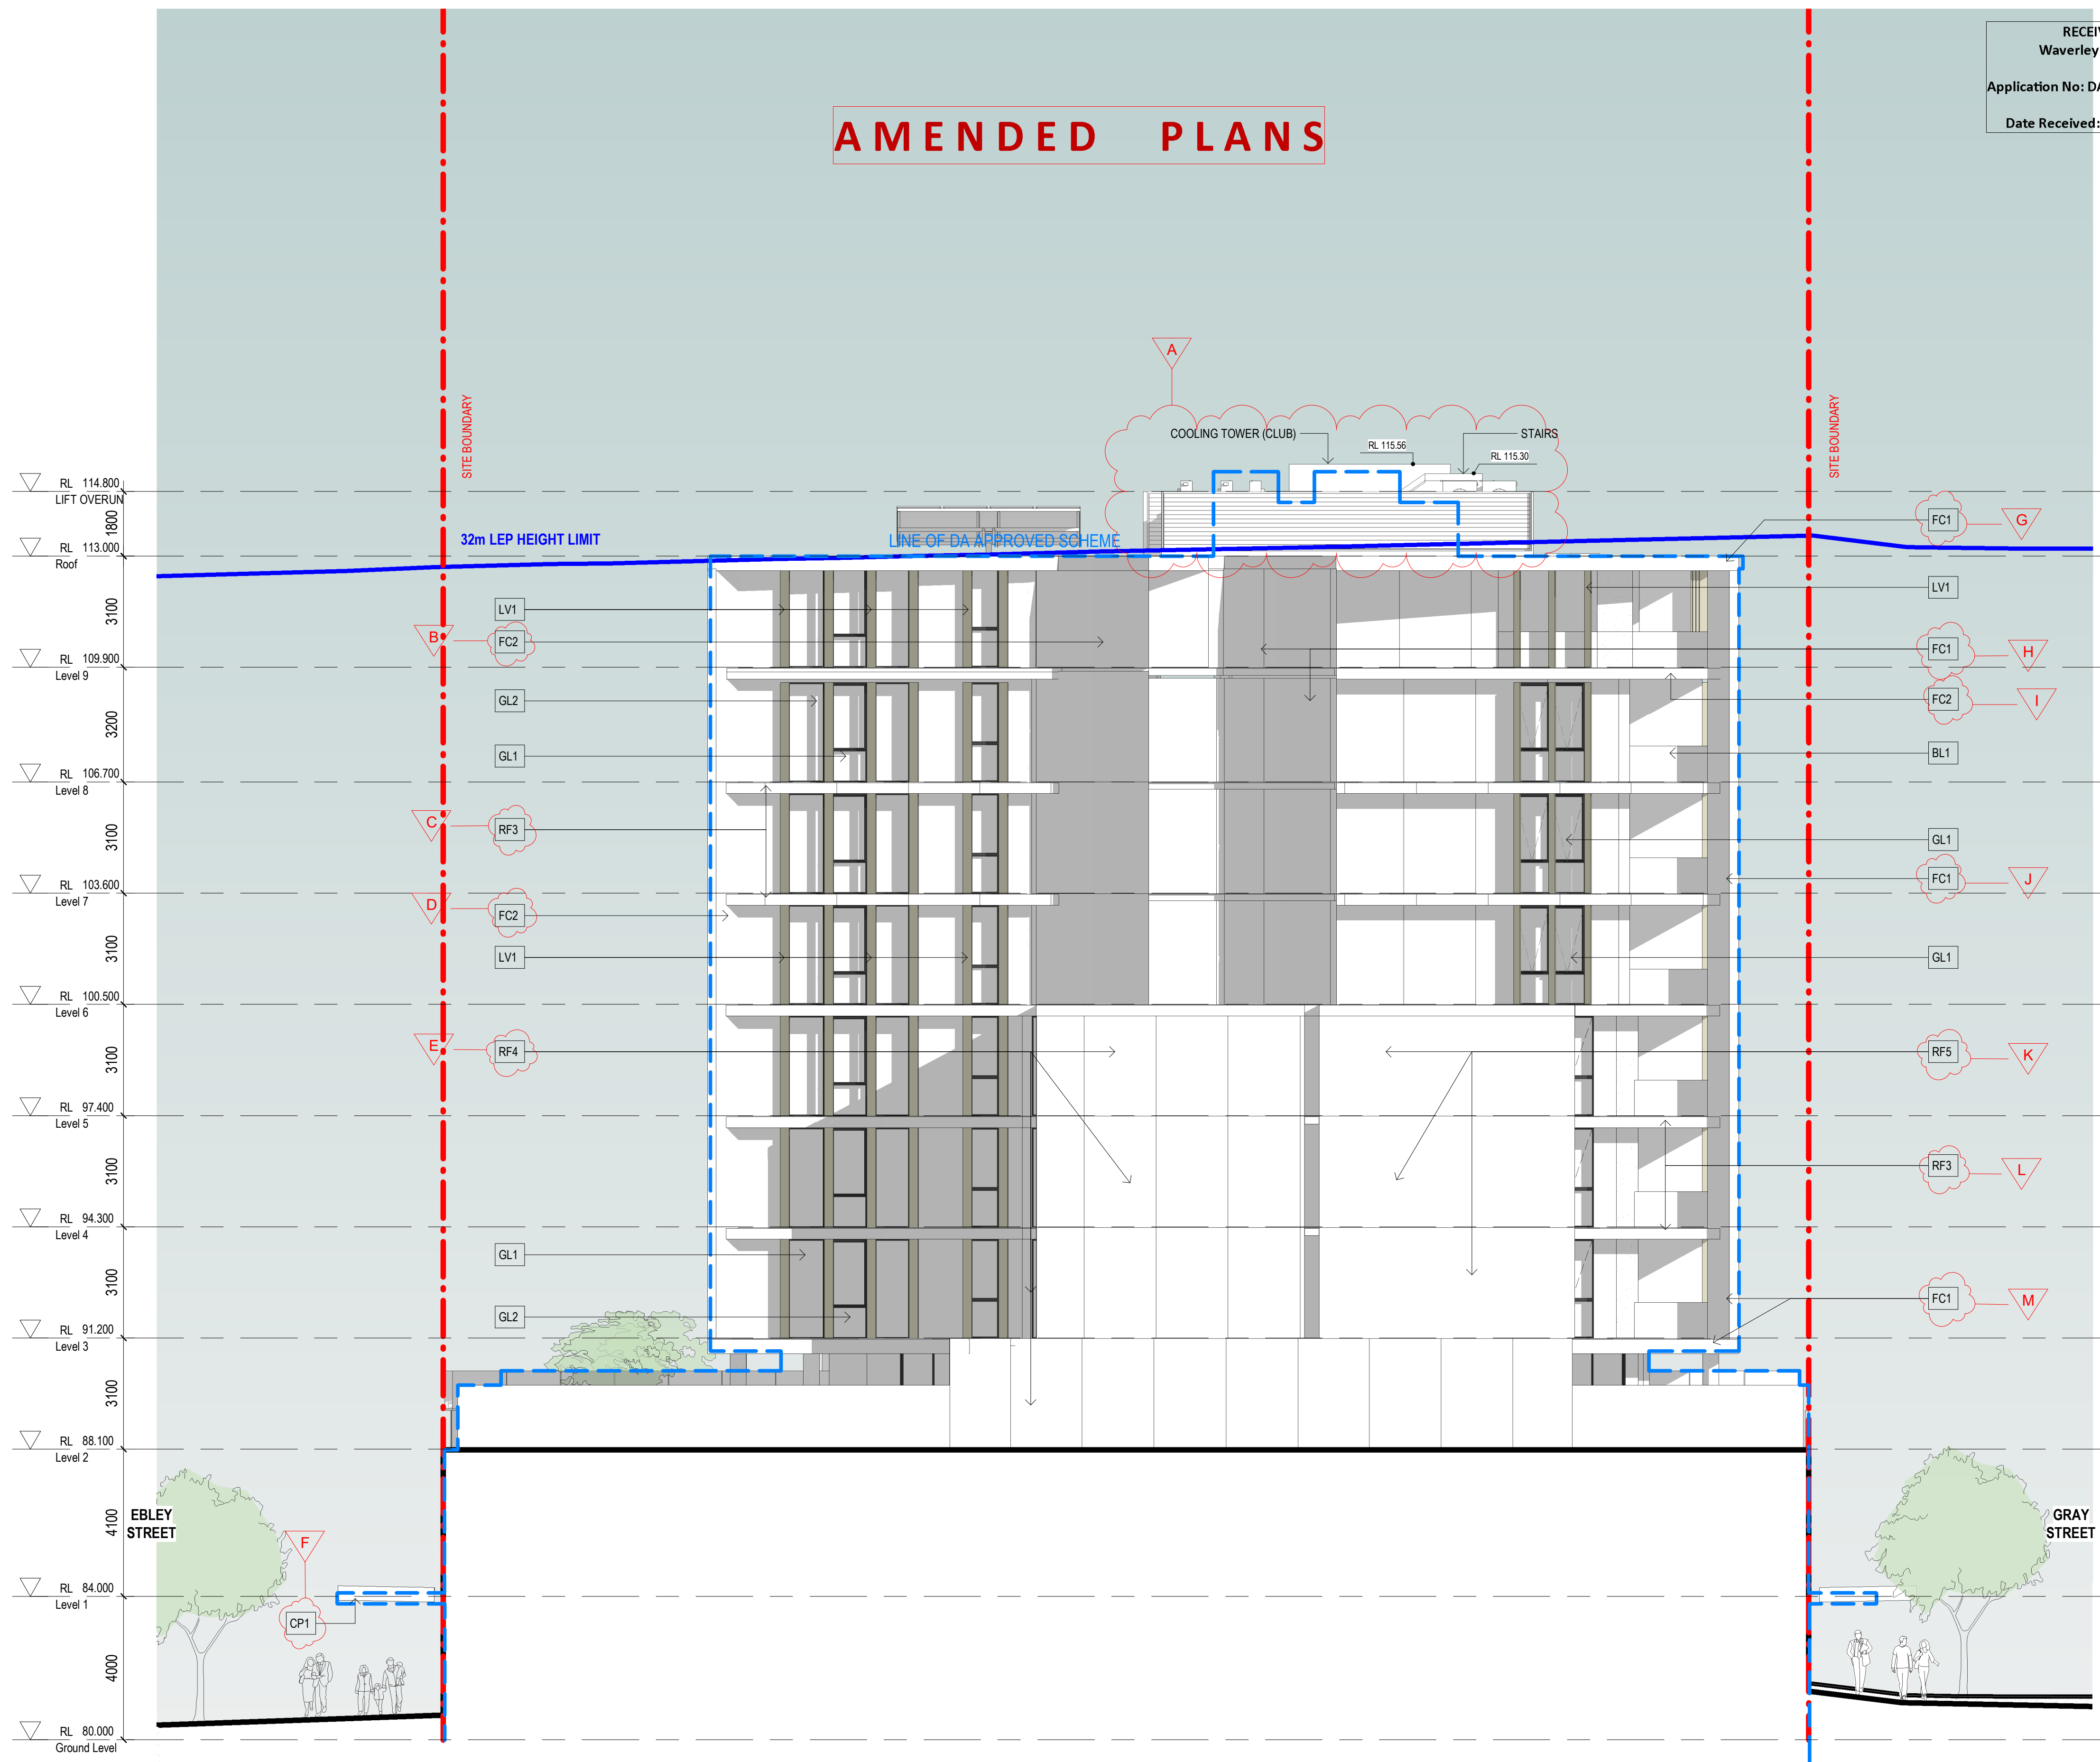 RECEI
Waverley
Application No: DA
Date Received:
AMENDED PLANS
SITE BOUNDARY
SITE BOUNDARY
A
COOLING TOWER (CLUB)
RL 115.56
STAIRS
RL 115.30
32m LEP HEIGHT LIMIT
LINE OF DA APPROVED SCHEME
RL 114.800
LIFT OVERUN
1800
RL 113.000
Roof
3100
RL 109.900
Level 9
3200
RL 106.700
Level 8
3100
RL 103.600
Level 7
3100
RL 100.500
Level 6
3100
RL 97.400
Level 5
3100
RL 94.300
Level 4
3100
RL 91.200
Level 3
3100
RL 88.100
Level 2
4100
RL 84.000
Level 1
4000
RL 80.000
Ground Level
LV1
B
FC2
GL2
GL1
C
RF3
D
FC2
LV1
E
RF4
GL1
GL2
EBLEY
STREET
F
CP1
FC1
G
LV1
FC1
H
FC2
I
BL1
GL1
FC1
J
GL1
RF5
K
RF3
L
FC1
M
GRAY
STREET